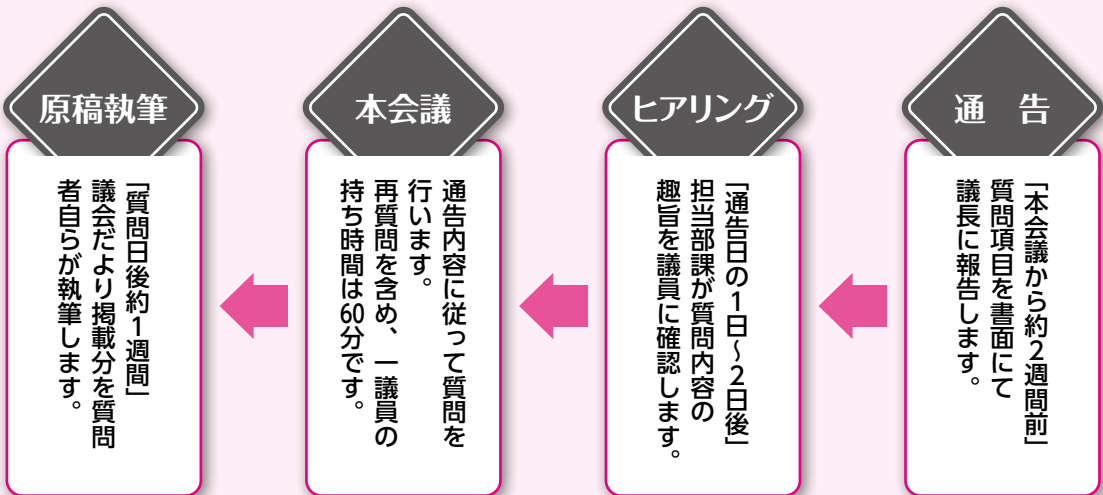 通　告
「本会議から約2週間前」
質問項目を書面にて
議長に報告します。
ヒアリング
「通告日の1日～2日後」
担当部課が質問内容の
趣旨を議員に確認します。
本会議
通告内容に従って質問を
行います。
再質問を含め、一議員の
持ち時間は60分です。
原稿執筆
「質問日後約1週間」
議会だより掲載分を質問
者自らが執筆します。